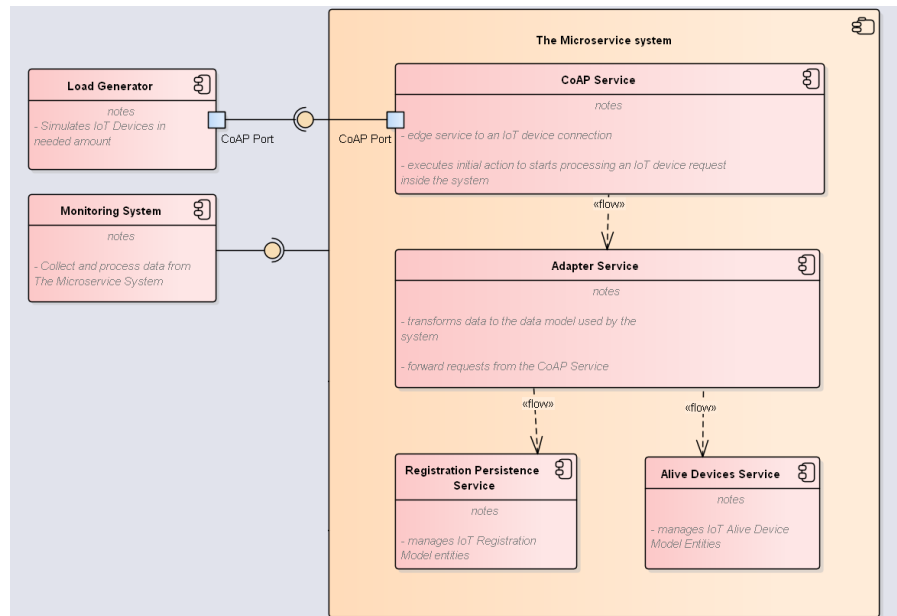 The Microservice system
Load Generator
notes
- Simulates IoT Devices in
needed amount
CoAP Port
CoAP Port
CoAP Service
notes
- edge service to an IoT device connection
- executes initial action to starts processing an IoT device request
inside the system
«flow»
Monitoring System
notes
- Collect and process data from
The Microservice System
Adapter Service
notes
- transforms data to the data model used by the
system
- forward requests from the CoAP Service
«flow»
«flow»
Registration Persistence
Service
notes
- manages IoT Registration
Model entities
Alive Devices Service
notes
- manages IoT Alive Device
Model Entities